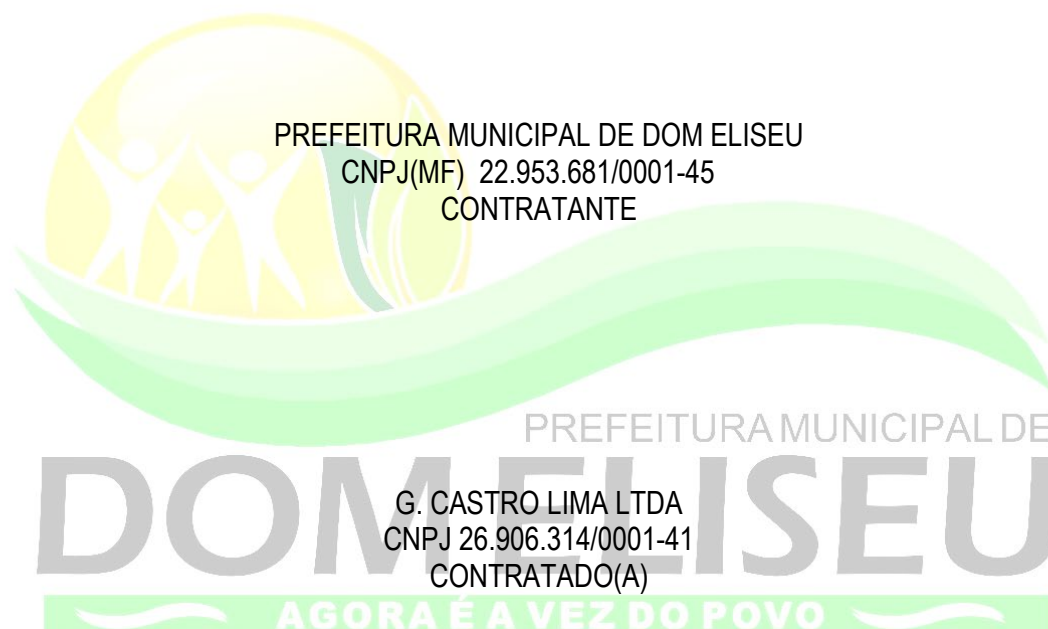 PREFEITURA MUNICIPAL DE DOM ELISEU
CNPJ(MF) 22.953.681/0001-45
CONTRATANTE
PREFEITURA MUNICIPAL DE
DOM ELISEU
G. CASTRO LIMA LTDA
CNPJ 26.906.314/0001-41
CONTRATADO(A)
AGORA É A VEZ DO POVO